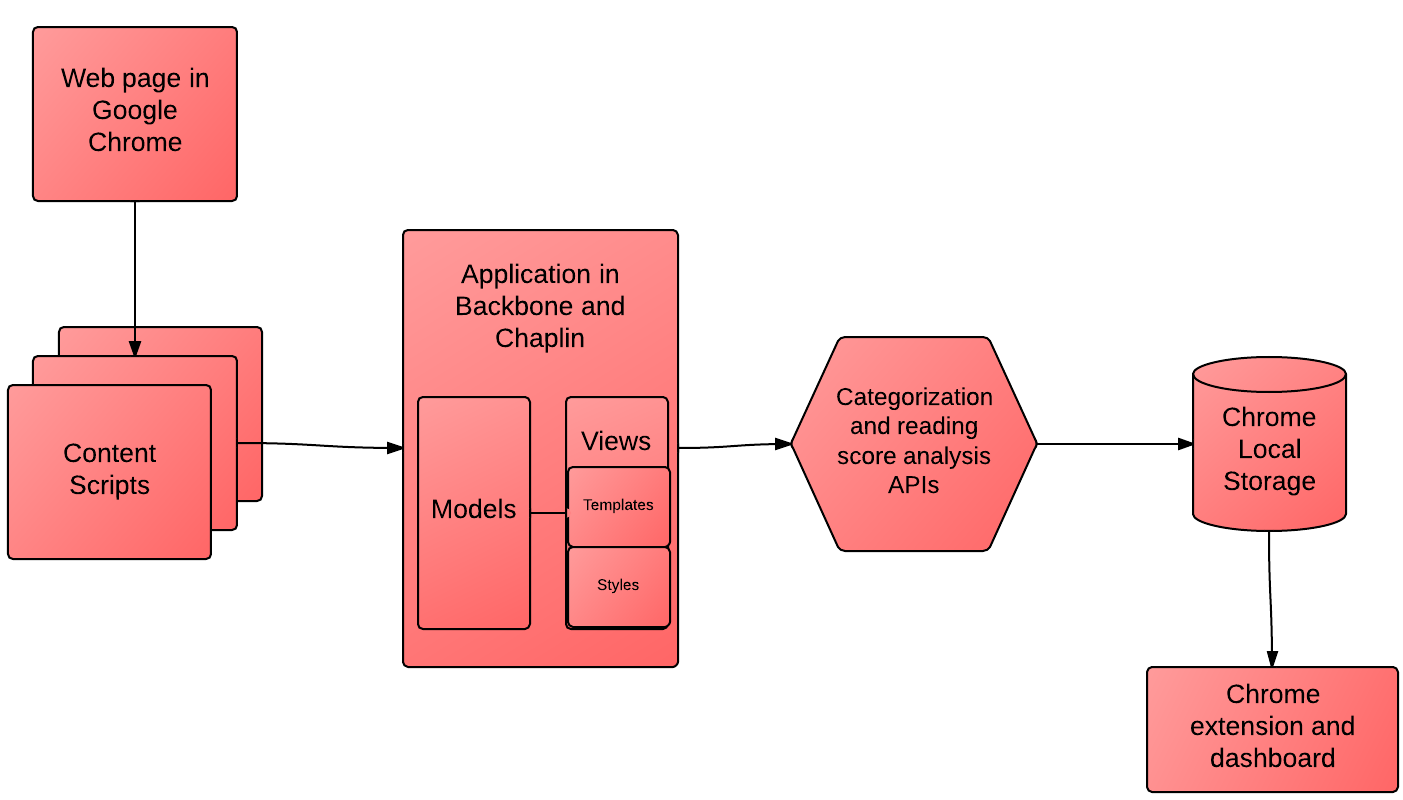 Web page in
Google
Chrome
Content
Scripts
Application in
Backbone and
Chaplin
Models
Views
Templates
Styles
Categorization
and reading
score analysis
APIs
Chrome
Local
Storage
Chrome
extension and
dashboard